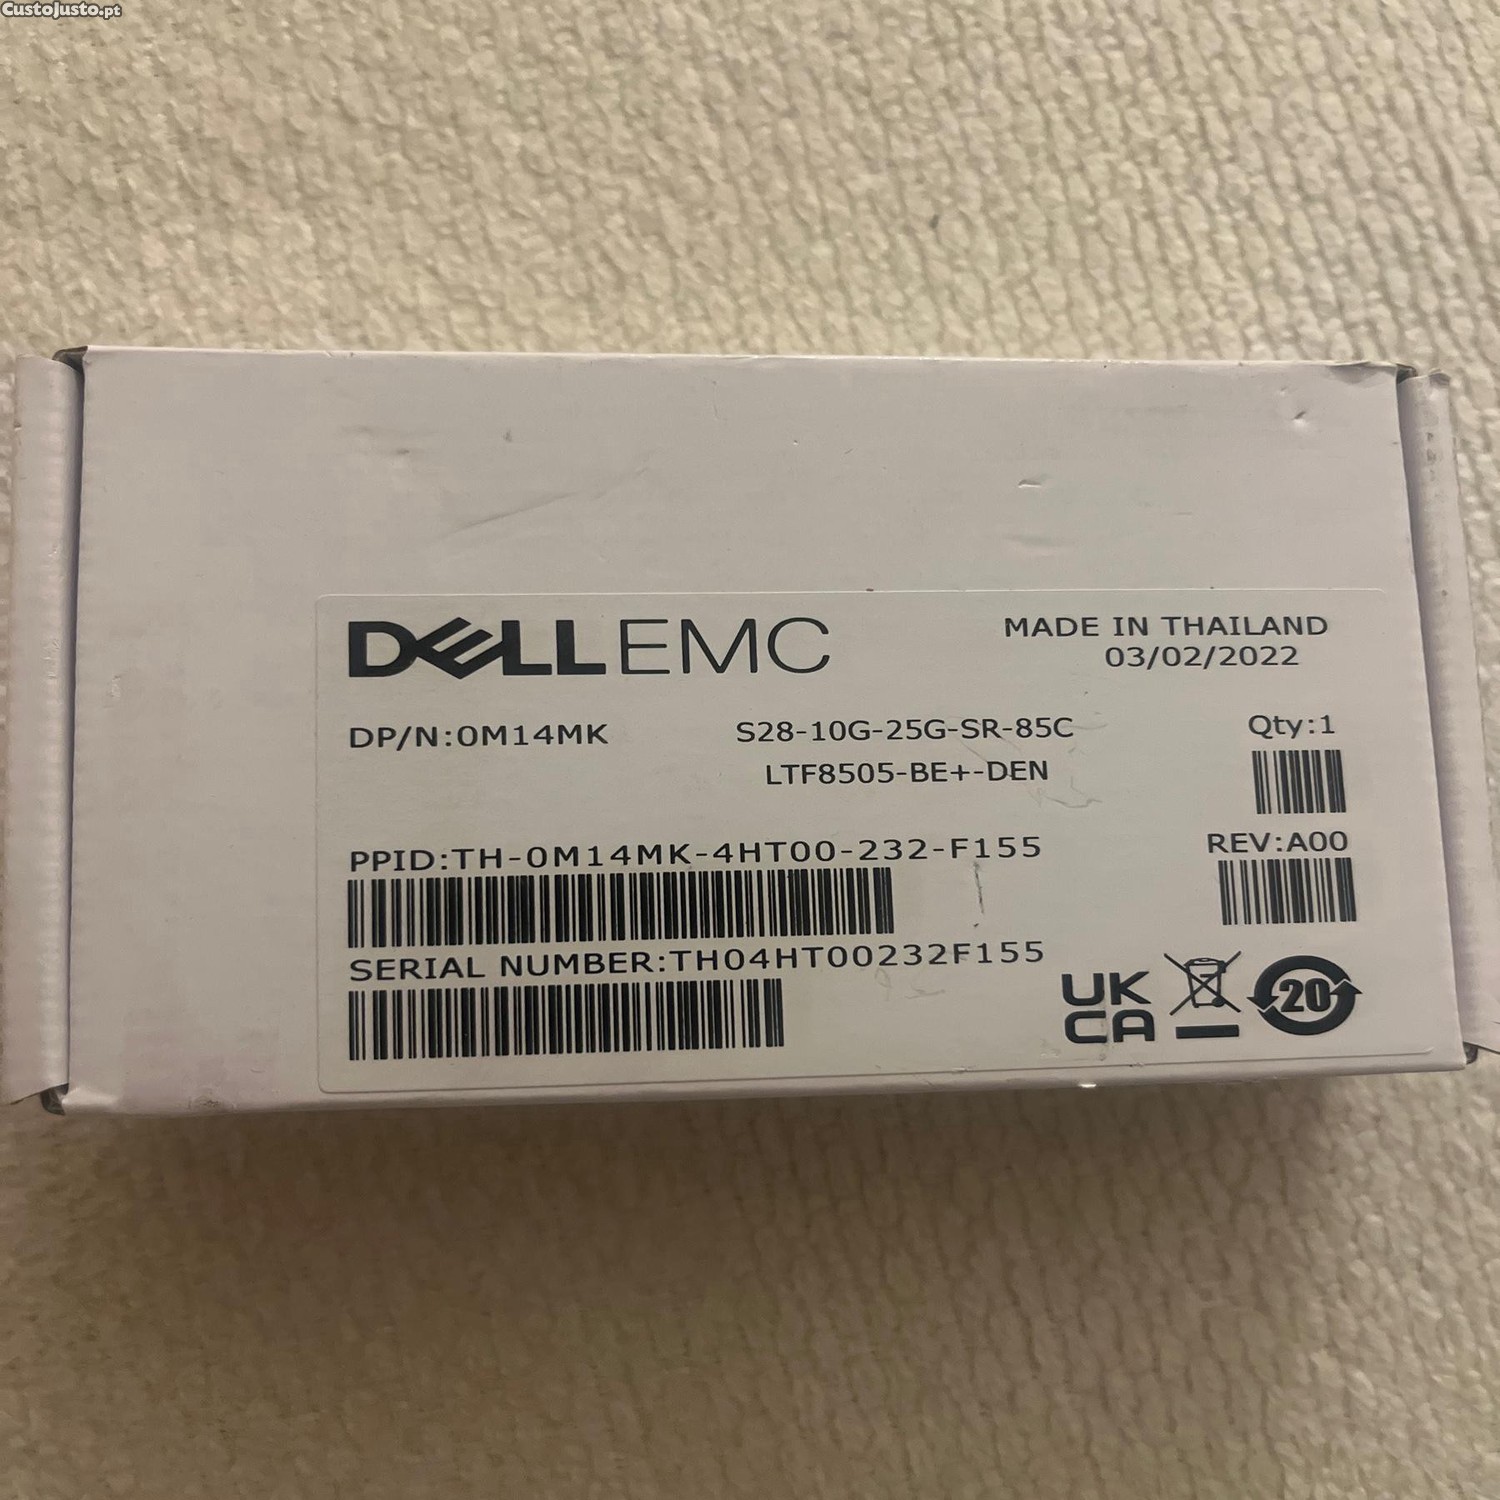 CustoJusto.pt
DELLEMC
MADE IN THAILAND
03/02/2022
DP/N:0M14MK
S28-10G-25G-SR-85C
LTF8505-BE+-DEN
Qty:1
PPID:TH-0M14MK-4HT00-232-F155
REV:A00
SERIAL NUMBER:TH04HT00232F155
UK
CA
20